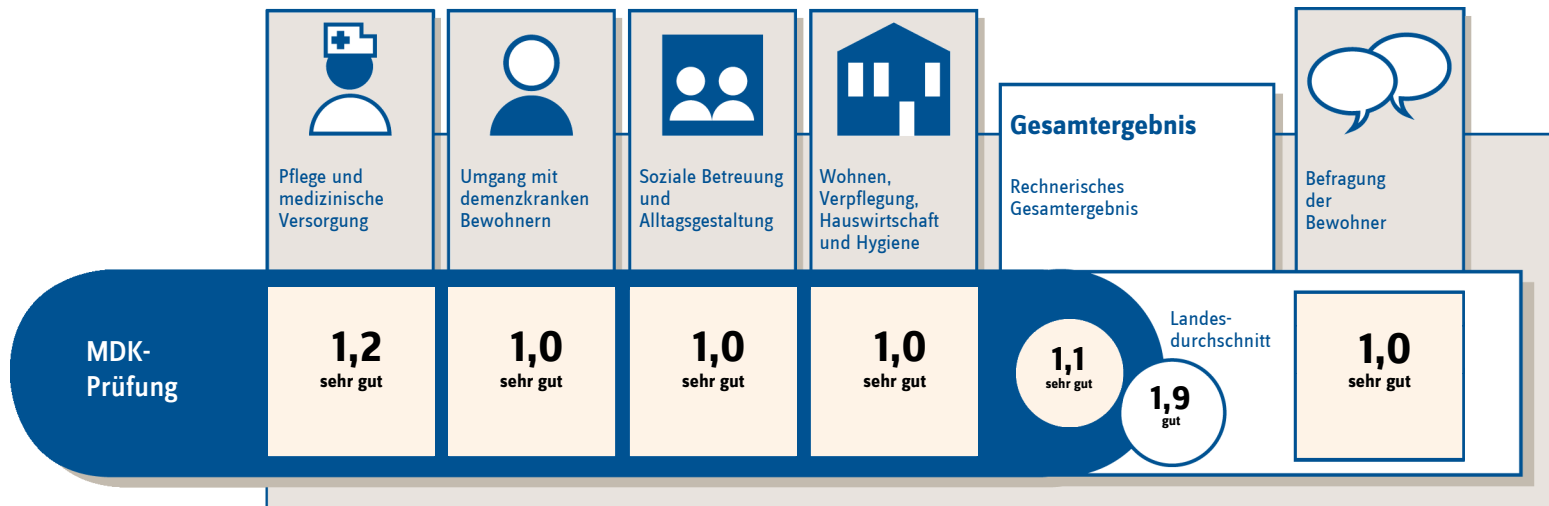 Pflege und
medizinische
Versorgung
Umgang mit
demenzkranken
Bewohnern
Soziale Betreuung
und
Alltagsgestaltung
Wohnen,
Verpflegung,
Hauswirtschaft
und Hygiene
Gesamtergebnis
Rechnerisches
Gesamtergebnis
Befragung
der
Bewohner
MDK-
Prüfung
1,2
sehr gut
1,0
sehr gut
1,0
sehr gut
1,0
sehr gut
1,1
sehr gut
Landes-
durchschnitt
1,9
gut
1,0
sehr gut